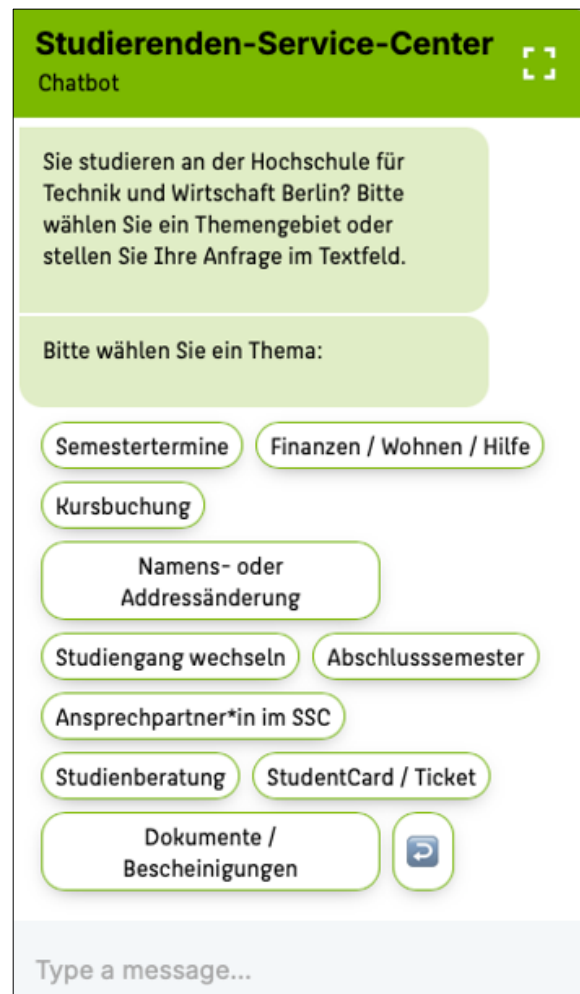 Studierenden-Service-Center
Chatbot
Sie studieren an der Hochschule für
Technik und Wirtschaft Berlin? Bitte
wählen Sie ein Themengebiet oder
stellen Sie Ihre Anfrage im Textfeld.
Bitte wählen Sie ein Thema:
Semestertermine
Finanzen / Wohnen / Hilfe
Kursbuchung
Namens- oder
Addressänderung
Studiengang wechseln
Abschlusssemester
Ansprechpartner*in im SSC
Studienberatung
StudentCard / Ticket
Dokumente /
Bescheinigungen
Type a message...